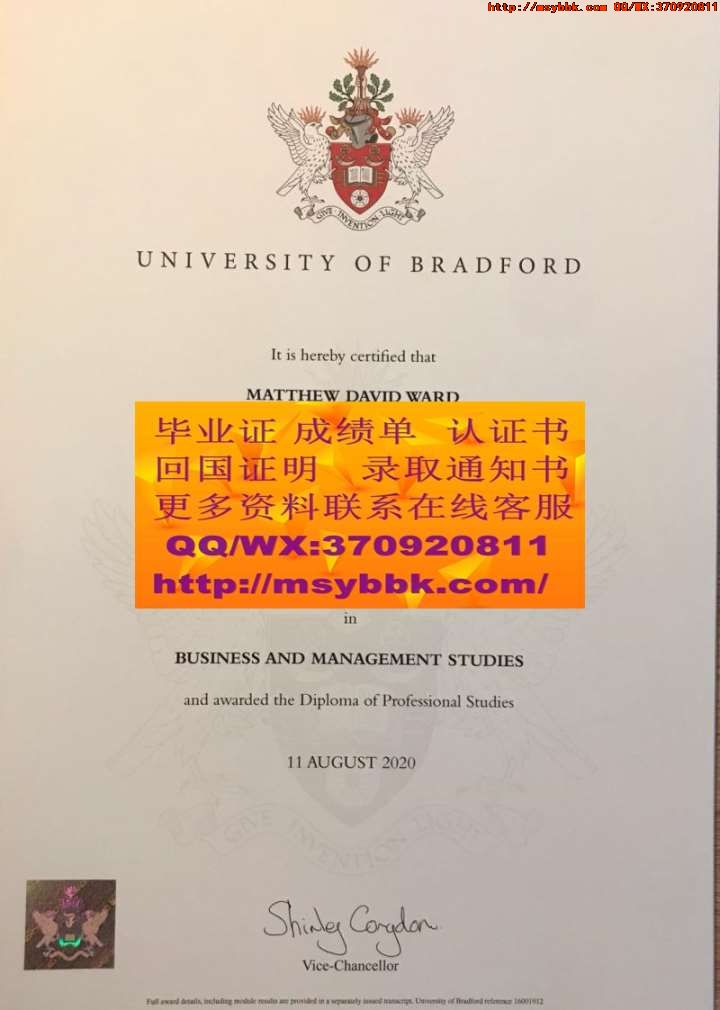 http://msybbk.com QQ/WX:370920811
GIVE INVENTION LIGHT
UNIVERSITY OF BRADFORD
It is hereby certified that
MATTHEW DAVID WARD
毕业证 成绩单 认证书
回国证明 录取通知书
更多资料联系在线客服
QQ/WX:370920811
http://msybbk.com/
in
BUSINESS AND MANAGEMENT STUDIES
and awarded the Diploma of Professional Studies
11 AUGUST 2020
GIVE INVENTION LIGHT
Shirley Congdon
Vice-Chancellor
Full award details, including module results are provided in a separately issued transcript. University of Bradford reference 16001912